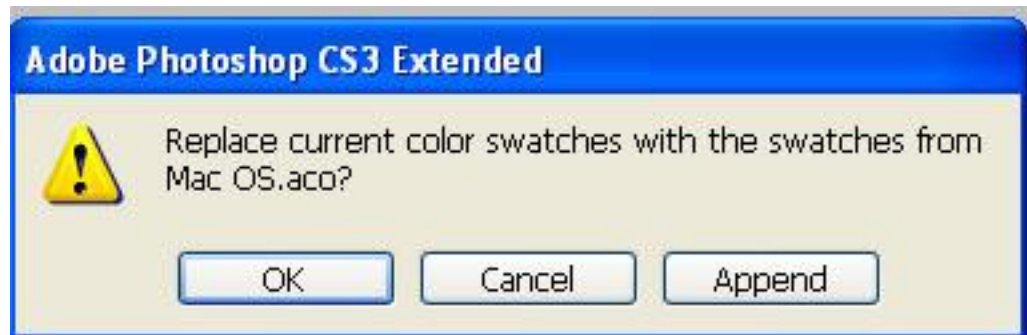 Adobe Photoshop CS3 Extended
Replace current color swatches with the swatches from
Mac OS.aco?
OK Cancel Append